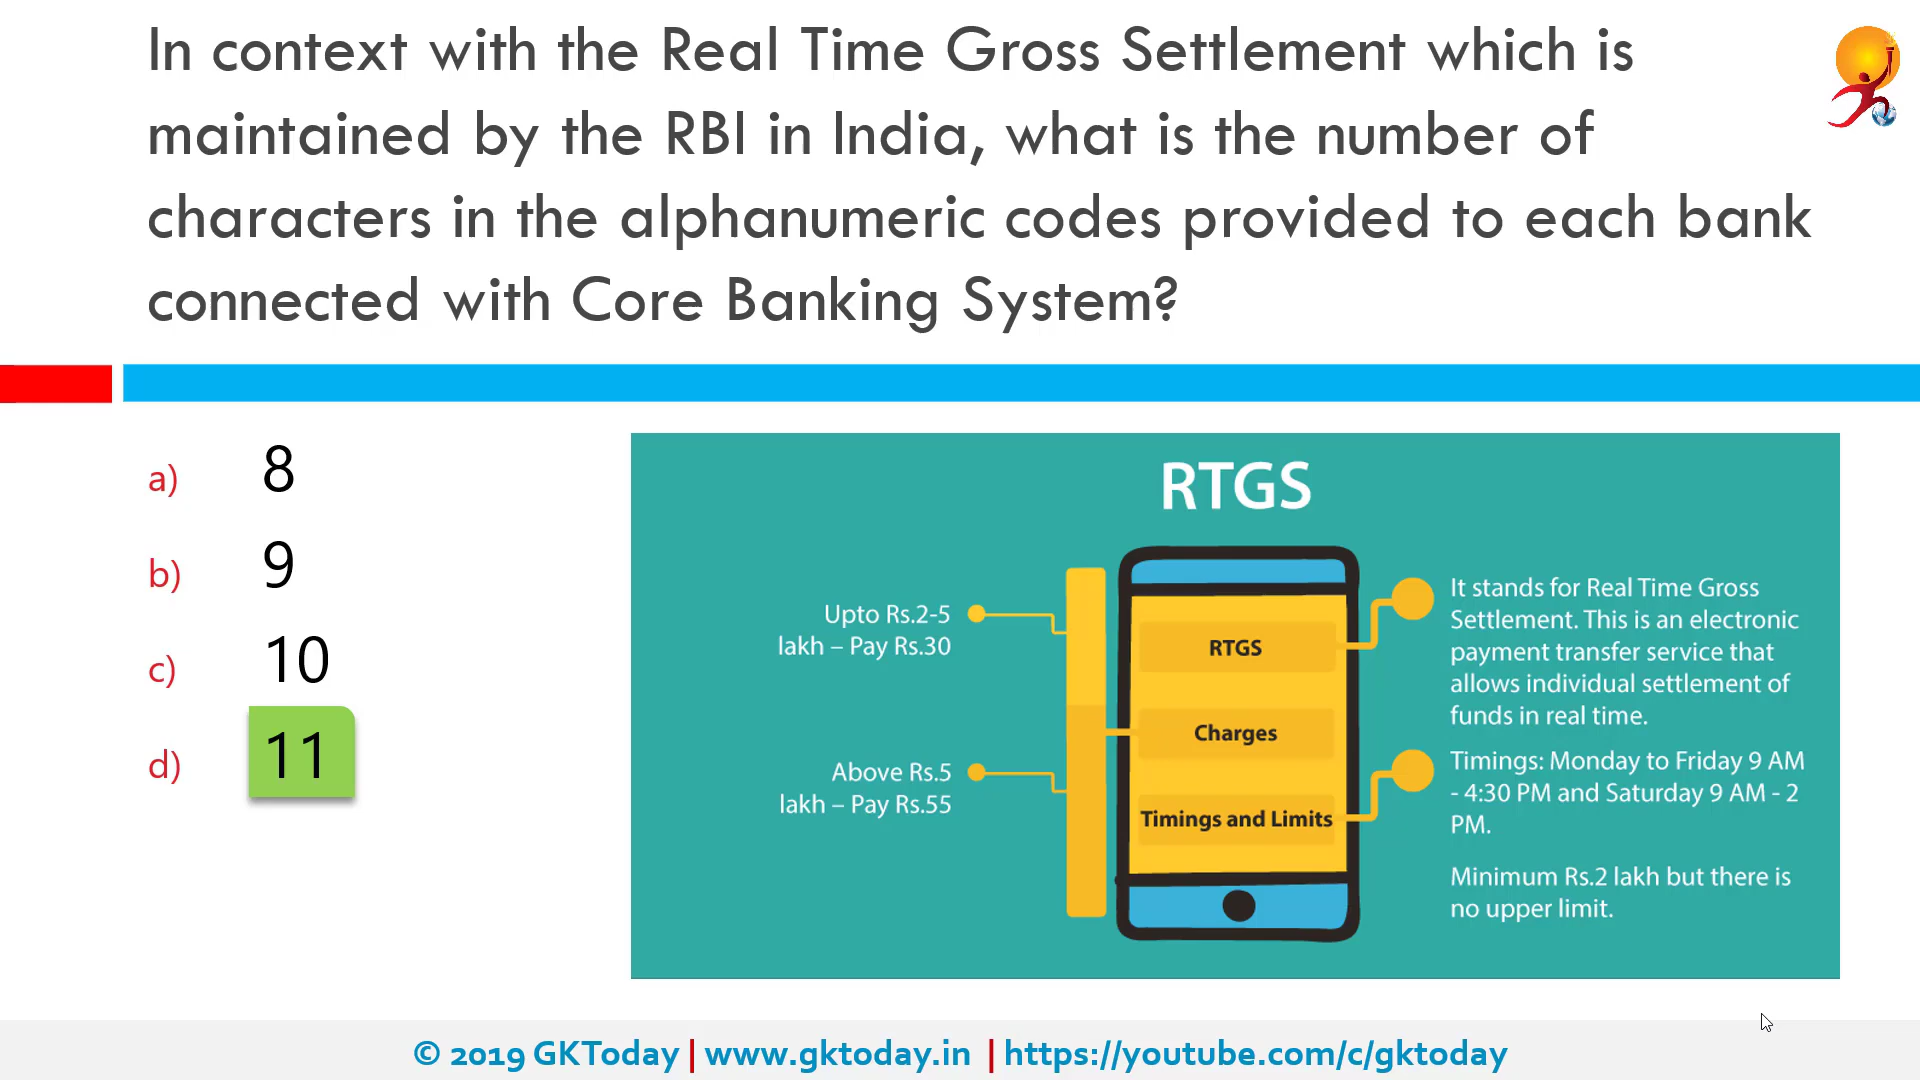 In context with the Real Time Gross Settlement which is
maintained by the RBI in India, what is the number of
characters in the alphanumeric codes provided to each bank
connected with Core Banking System?
a) 8
b) 9
c) 10
d) 11
RTGS
Upto Rs.2-5
lakh – Pay Rs.30
Above Rs.5
lakh – Pay Rs.55
RTGS
Charges
Timings and Limits
It stands for Real Time Gross
Settlement. This is an electronic
payment transfer service that
allows individual settlement of
funds in real time.
Timings: Monday to Friday 9 AM
- 4:30 PM and Saturday 9 AM - 2
PM.
Minimum Rs.2 lakh but there is
no upper limit.
© 2019 GKToday | www.gktoday.in | https://youtube.com/c/gktoday